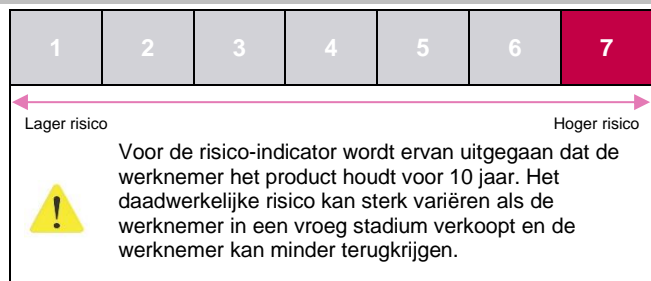 1 2 3 4 5 6 7
Lager risico Hoger risico
Voor de risico-indicator wordt ervan uitgegaan dat de
werknemer het product houdt voor 10 jaar. Het
daadwerkelijke risico kan sterk variëren als de
werknemer in een vroeg stadium verkoopt en de
werknemer kan minder terugkrijgen.